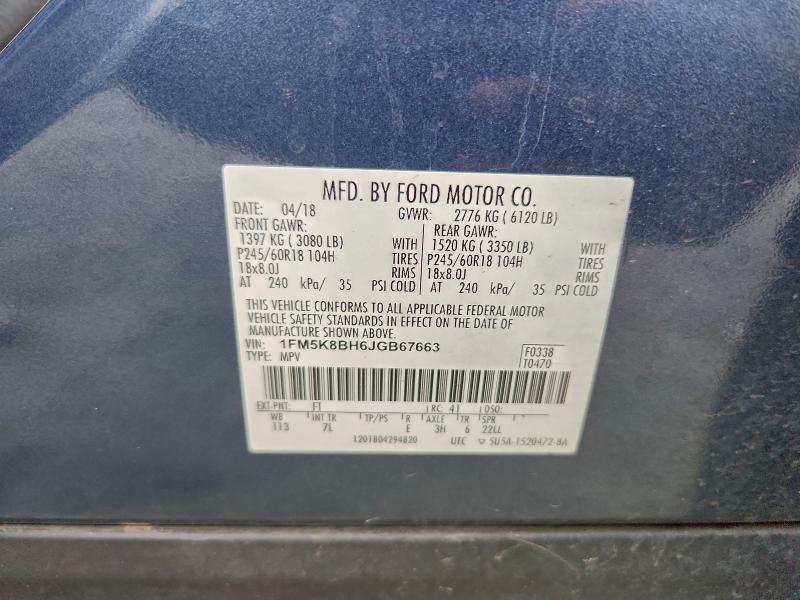 MFD. BY FORD MOTOR CO.
DATE: 04/18 GVWR: 2776 KG ( 6120 LB)
FRONT GAWR: REAR GAWR:
1397 KG ( 3080 LB) WITH 1520 KG ( 3350 LB) WITH
P245/60R18 104H TIRES P245/60R18 104H TIRES
18x8.0J RIMS 18x8.0J RIMS
AT 240 kPa/ 35 PSI COLD AT 240 kPa/ 35 PSI COLD
THIS VEHICLE CONFORMS TO ALL APPLICABLE FEDERAL MOTOR
VEHICLE SAFETY STANDARDS IN EFFECT ON THE DATE OF
MANUFACTURE SHOWN ABOVE.
VIN: 1FM5K8BH6JGB67663 F0338
TYPE: MPV T0470
EXT-PNT: FT RC: 41 DSO:
WB INT TR TP/PS R AXLE TR SPR
113 7L E 3H 6 22LL
1201804294820 UTC ▽ 5U5A-1520472-8A